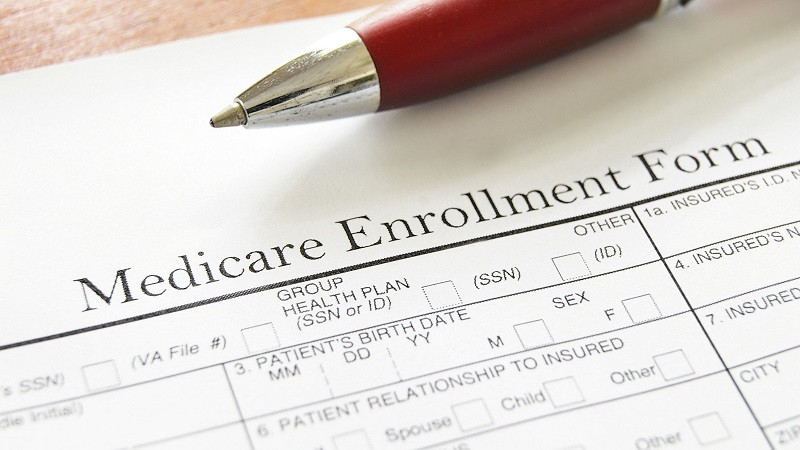 Medicare Enrollment Form
's SSN)
(VA File #)
GROUP
HEALTH PLAN
(SSN or ID)
(SSN)
OTHER
(ID)
1a. INSURED'S I.D. N
dle Initial)
3. PATIENT'S BIRTH DATE
MM DD YY
SEX
M F
4. INSURED'S N
6. PATIENT RELATIONSHIP TO INSURED
Spouse Child Other
7. INSURED
CITY
Other
ZIP